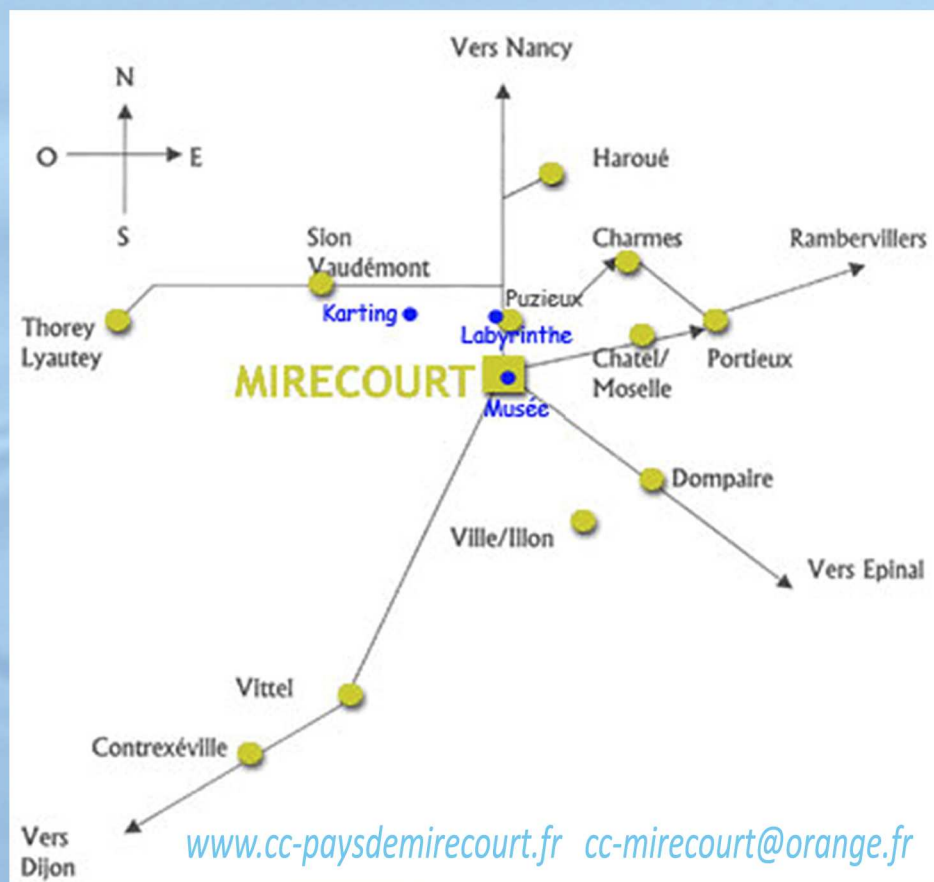 Vers Nancy
N
O
E
S
Haroué
Sion
Vaudémont
Charmes
Rambervillers
Karting
Puzieux
Thorey
Lyautey
Labyrinthe
Chatel/
Moselle
Portieux
MIRECOURT
Musée
Dompaire
Ville/Illon
Vers Epinal
Vittel
Contrexéville
Vers
Dijon
www.cc-paysdemirecourt.fr cc-mirecourt@orange.fr